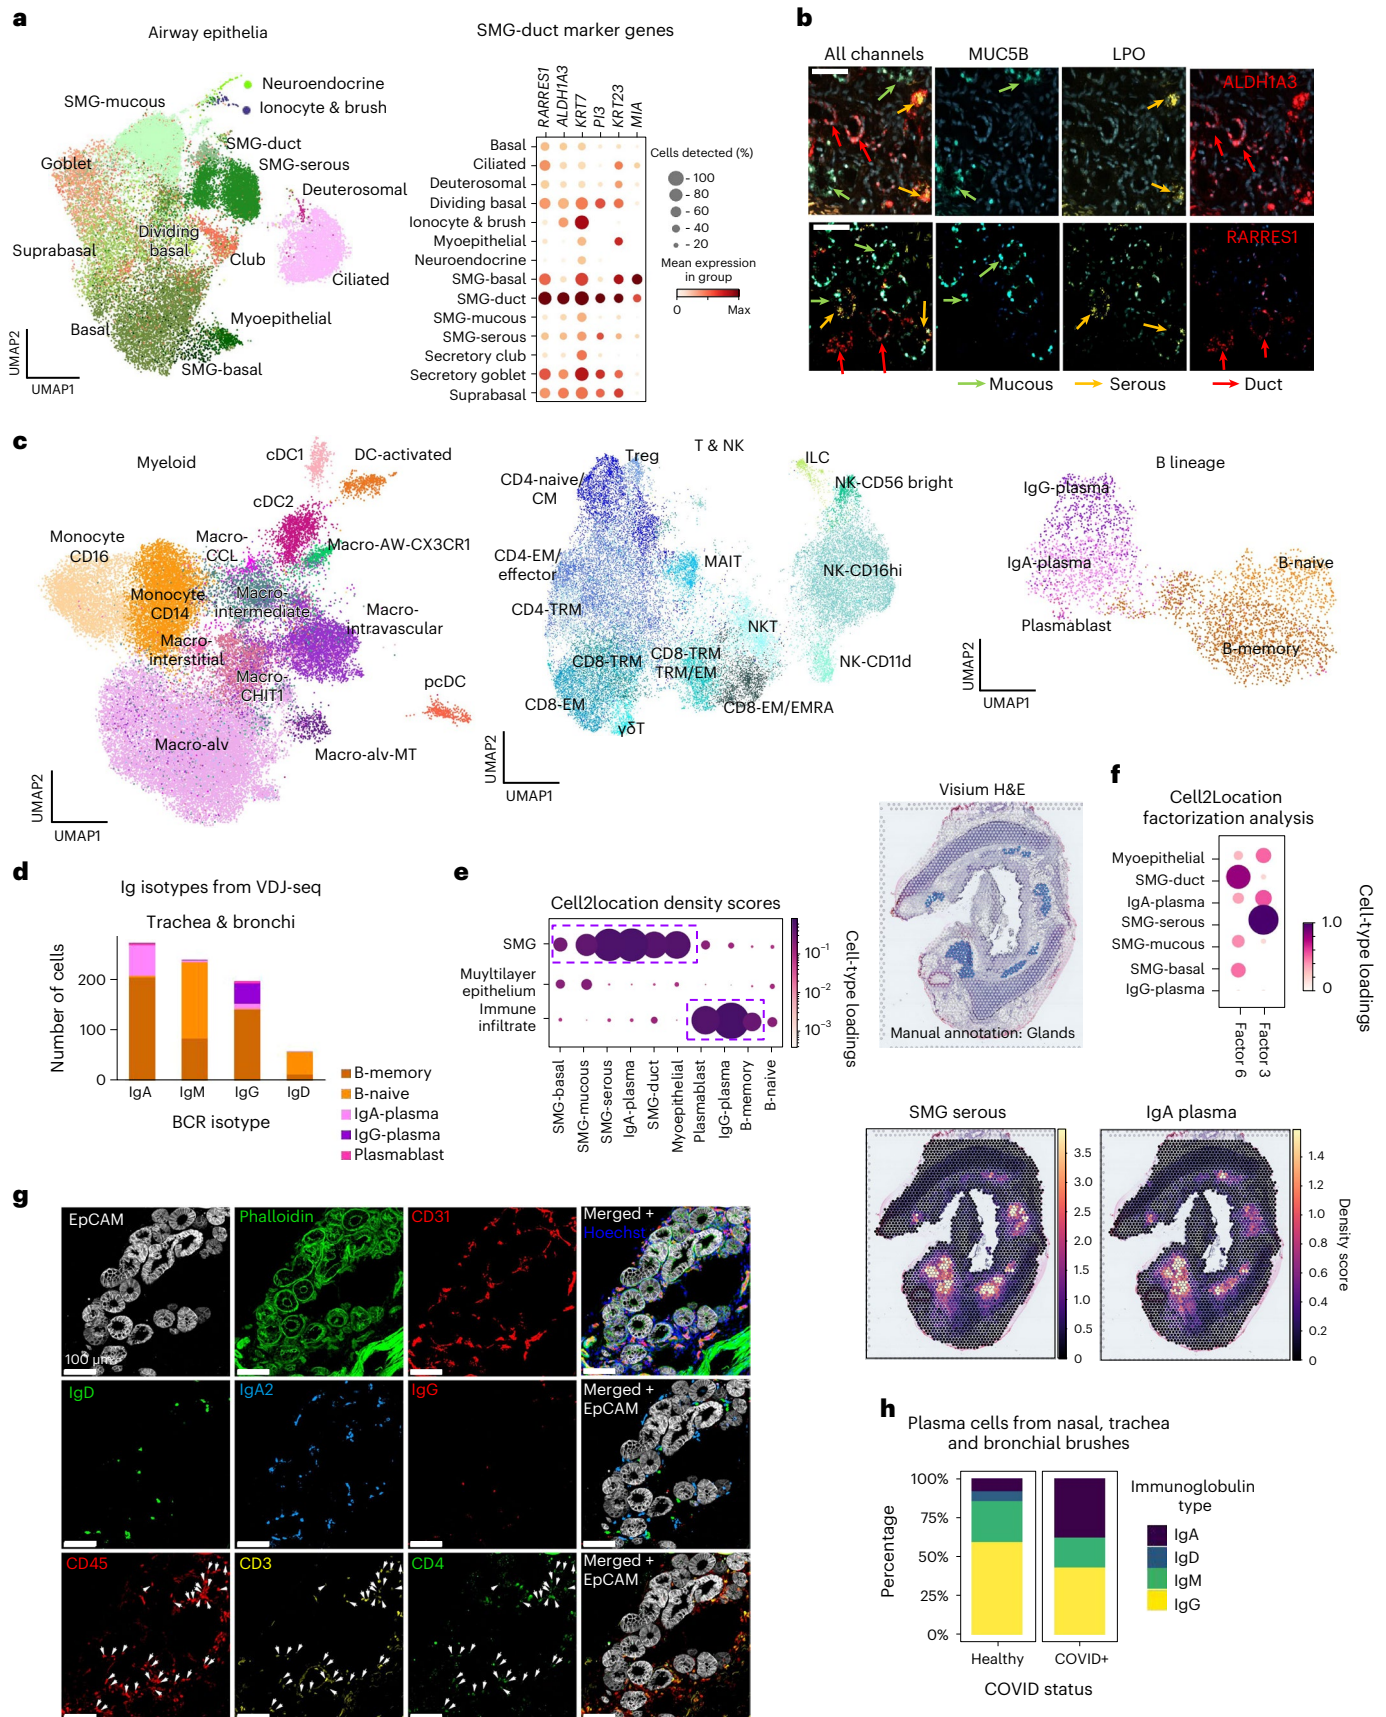 a
Airway epithelia
Neuroendocrine
Ionocyte & brush
SMG-mucous
SMG-duct
SMG-serous
Goblet
Deuterosomal
Dividing
basal
Suprabasal
Club
Ciliated
Basal
Myoepithelial
SMG-basal
UMAP2
UMAP1
SMG-duct marker genes
RARRES1
ALDH1A3
KRT7
PI3
KRT23
MIA
Basal
Ciliated
Deuterosomal
Dividing basal
Ionocyte & brush
Myoepithelial
Neuroendocrine
SMG-basal
SMG-duct
SMG-mucous
SMG-serous
Secretory club
Secretory goblet
Suprabasal
Cells detected (%)
- 100
- 80
- 60
- 40
- 20
Mean expression
in group
0 Max
b
All channels
MUC5B
LPO
ALDH1A3
RARRES1
Mucous
Serous
Duct
c
Myeloid
cDC1
DC-activated
cDC2
Monocyte
CD16
Macro-
CCL
Macro-AW-CX3CR1
Monocyte
CD14
Macro-
intermediate
Macro-
intravascular
Macro-
interstitial
Macro-
CHIT1
pcDC
Macro-alv
Macro-alv-MT
UMAP2
UMAP1
T & NK
Treg
ILC
CD4-naive/
CM
NK-CD56 bright
CD4-EM/
effector
MAIT
NK-CD16hi
CD4-TRM
NKT
CD8-TRM
CD8-TRM
TRM/EM
NK-CD11d
CD8-EM
CD8-EM/EMRA
γδT
UMAP2
UMAP1
B lineage
IgG-plasma
IgA-plasma
B-naive
Plasmablast
B-memory
UMAP2
UMAP1
d
Ig isotypes from VDJ-seq
Trachea & bronchi
Number of cells
200
100
0
IgA
IgM
IgG
IgD
BCR isotype
B-memory
B-naive
IgA-plasma
IgG-plasma
Plasmablast
e
Cell2location density scores
SMG
Muyltilayer
epithelium
Immune
infiltrate
SMG-basal
SMG-mucous
SMG-serous
IgA-plasma
SMG-duct
Myoepithelial
Plasmablast
IgG-plasma
B-memory
B-naive
10⁻¹
10⁻²
10⁻³
Cell-type loadings
Visium H&E
Manual annotation: Glands
f
Cell2Location
factorization analysis
Myoepithelial
SMG-duct
IgA-plasma
SMG-serous
SMG-mucous
SMG-basal
IgG-plasma
Factor 6
Factor 3
1.0
0
Cell-type loadings
SMG serous
3.5
3.0
2.5
2.0
1.5
1.0
0.5
0
IgA plasma
1.4
1.2
1.0
0.8
0.6
0.4
0.2
0
Density score
g
EpCAM
Phalloidin
CD31
Merged +
Hoechst
100 µm
IgD
IgA2
IgG
Merged +
EpCAM
CD45
CD3
CD4
Merged +
EpCAM
h
Plasma cells from nasal, trachea
and bronchial brushes
Percentage
100%
75%
50%
25%
0%
Healthy
COVID+
COVID status
Immunoglobulin
type
IgA
IgD
IgM
IgG